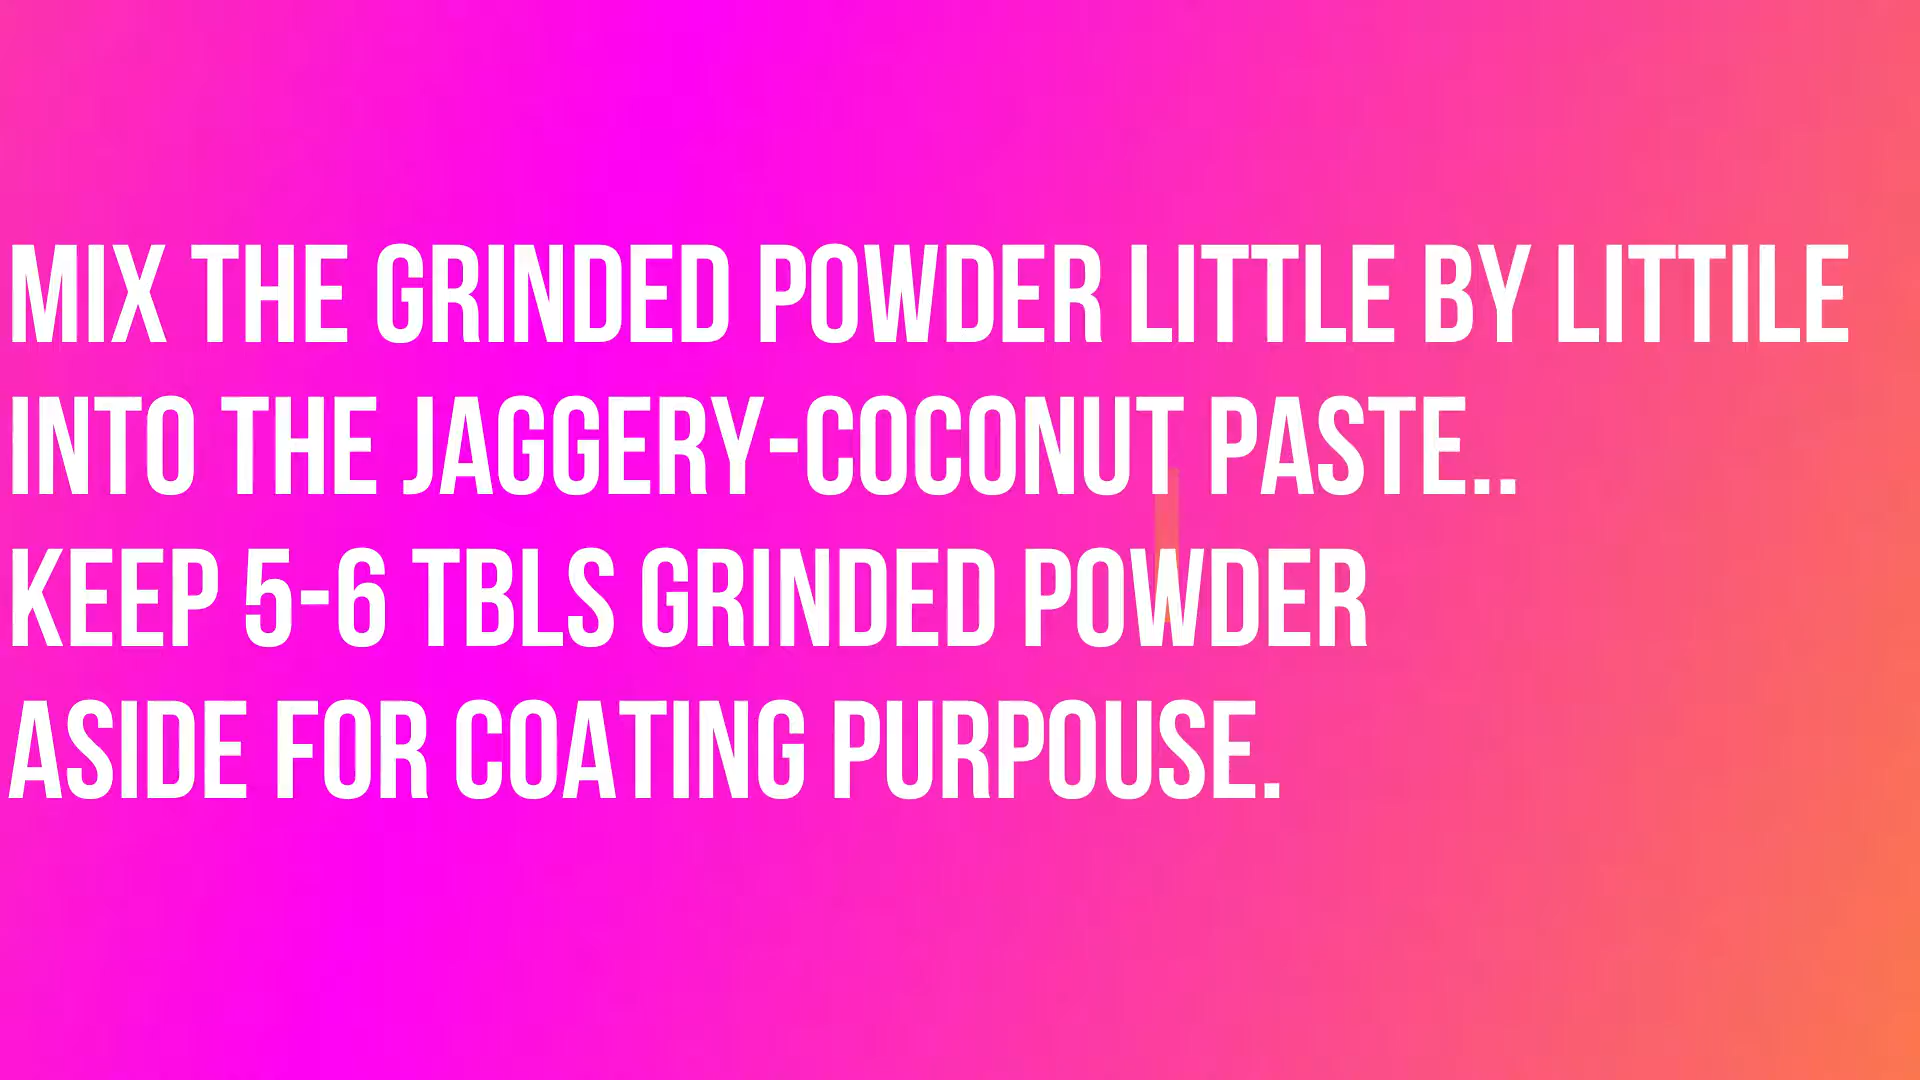 MIX THE GRINDED POWDER LITTLE BY LITTILE
INTO THE JAGGERY-COCONUT PASTE..
KEEP 5-6 TBLS GRINDED POWDER
ASIDE FOR COATING PURPOUSE.